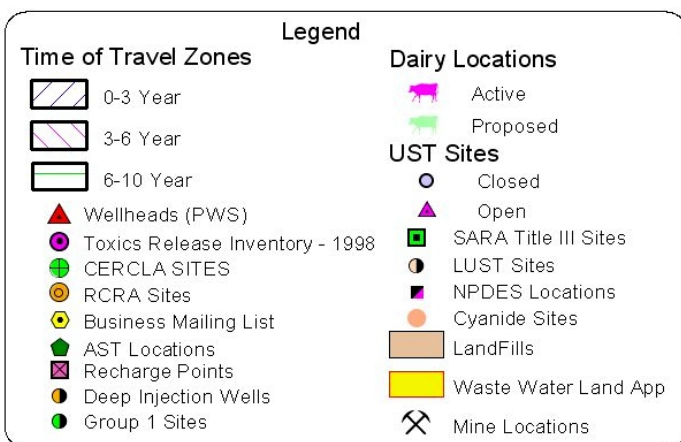 Legend
Time of Travel Zones
0-3 Year
3-6 Year
6-10 Year
Wellheads (PWS)
Toxics Release Inventory - 1998
CERCLA SITES
RCRA Sites
Business Mailing List
AST Locations
Recharge Points
Deep Injection Wells
Group 1 Sites
Dairy Locations
Active
Proposed
UST Sites
Closed
Open
SARA Title III Sites
LUST Sites
NPDES Locations
Cyanide Sites
LandFills
Waste Water Land App
Mine Locations